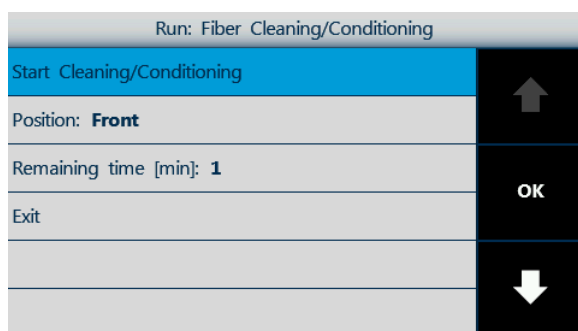 Run: Fiber Cleaning/Conditioning
Start Cleaning/Conditioning
Position: Front
Remaining time [min]: 1
OK
Exit